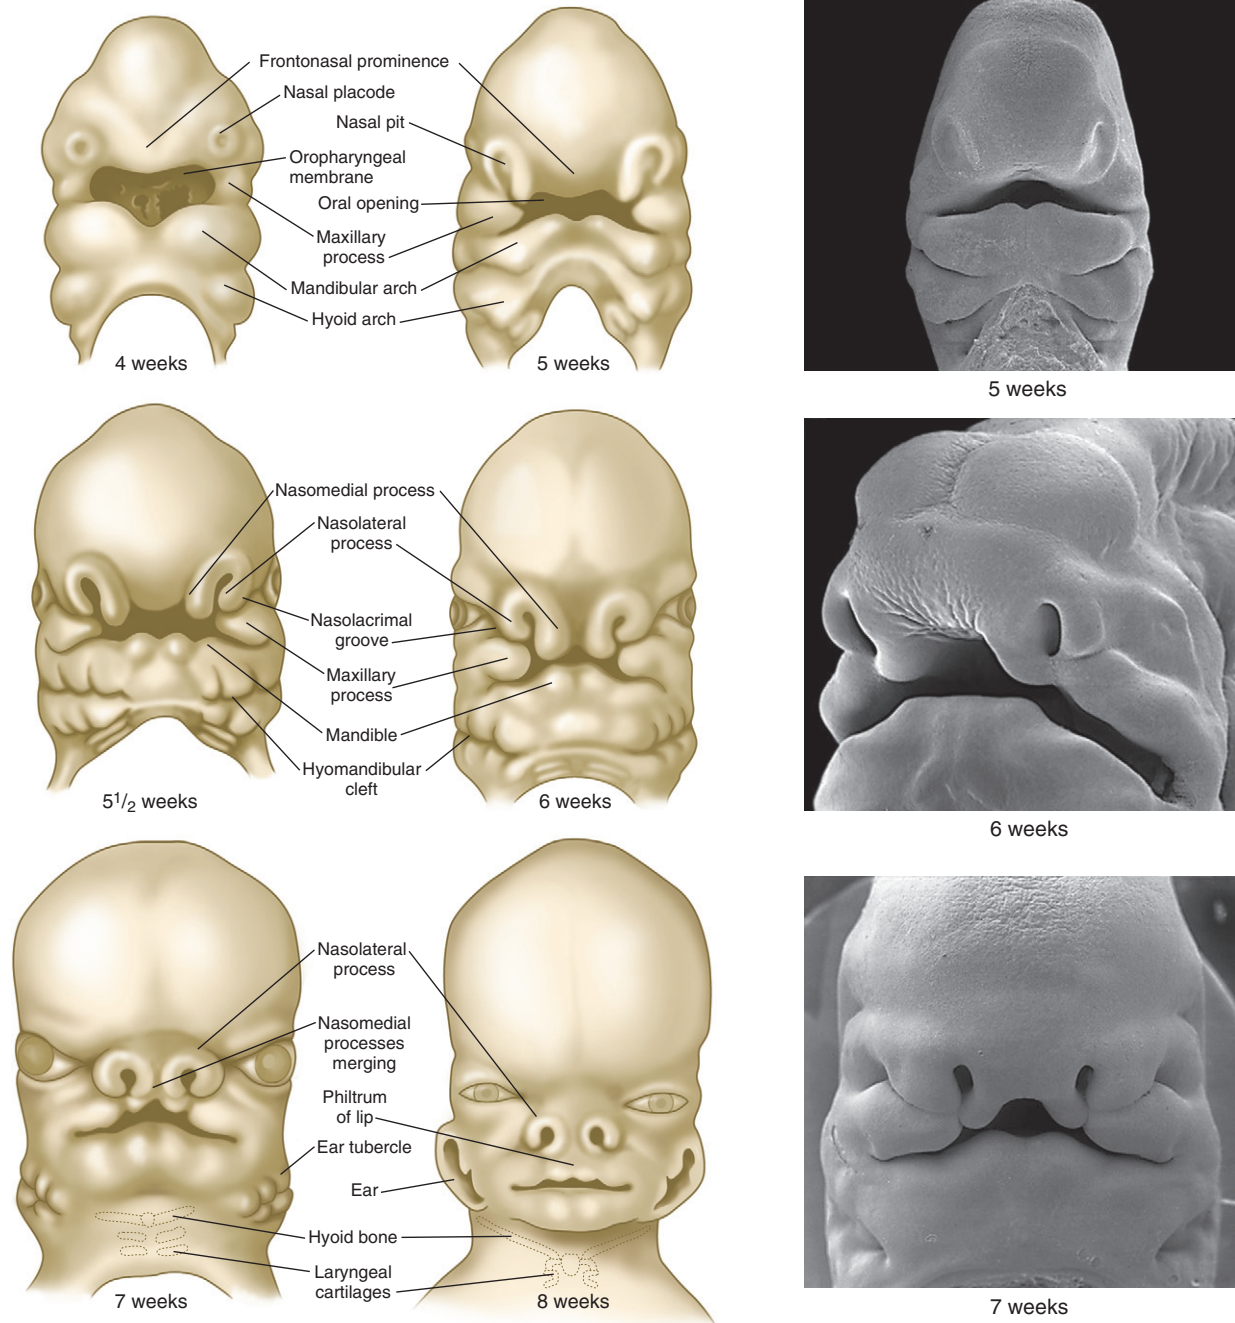 Frontonasal prominence
Nasal placode
Nasal pit
Oropharyngeal
membrane
Oral opening
Maxillary
process
Mandibular arch
Hyoid arch
4 weeks
5 weeks
5 weeks
Nasomedial process
Nasolateral
process
Nasolacrimal
groove
Maxillary
process
Mandible
Hyomandibular
cleft
5 1/2 weeks
6 weeks
6 weeks
Nasolateral
process
Nasomedial
processes
merging
Philtrum
of lip
Ear tubercle
Ear
Hyoid bone
Laryngeal
cartilages
7 weeks
8 weeks
7 weeks